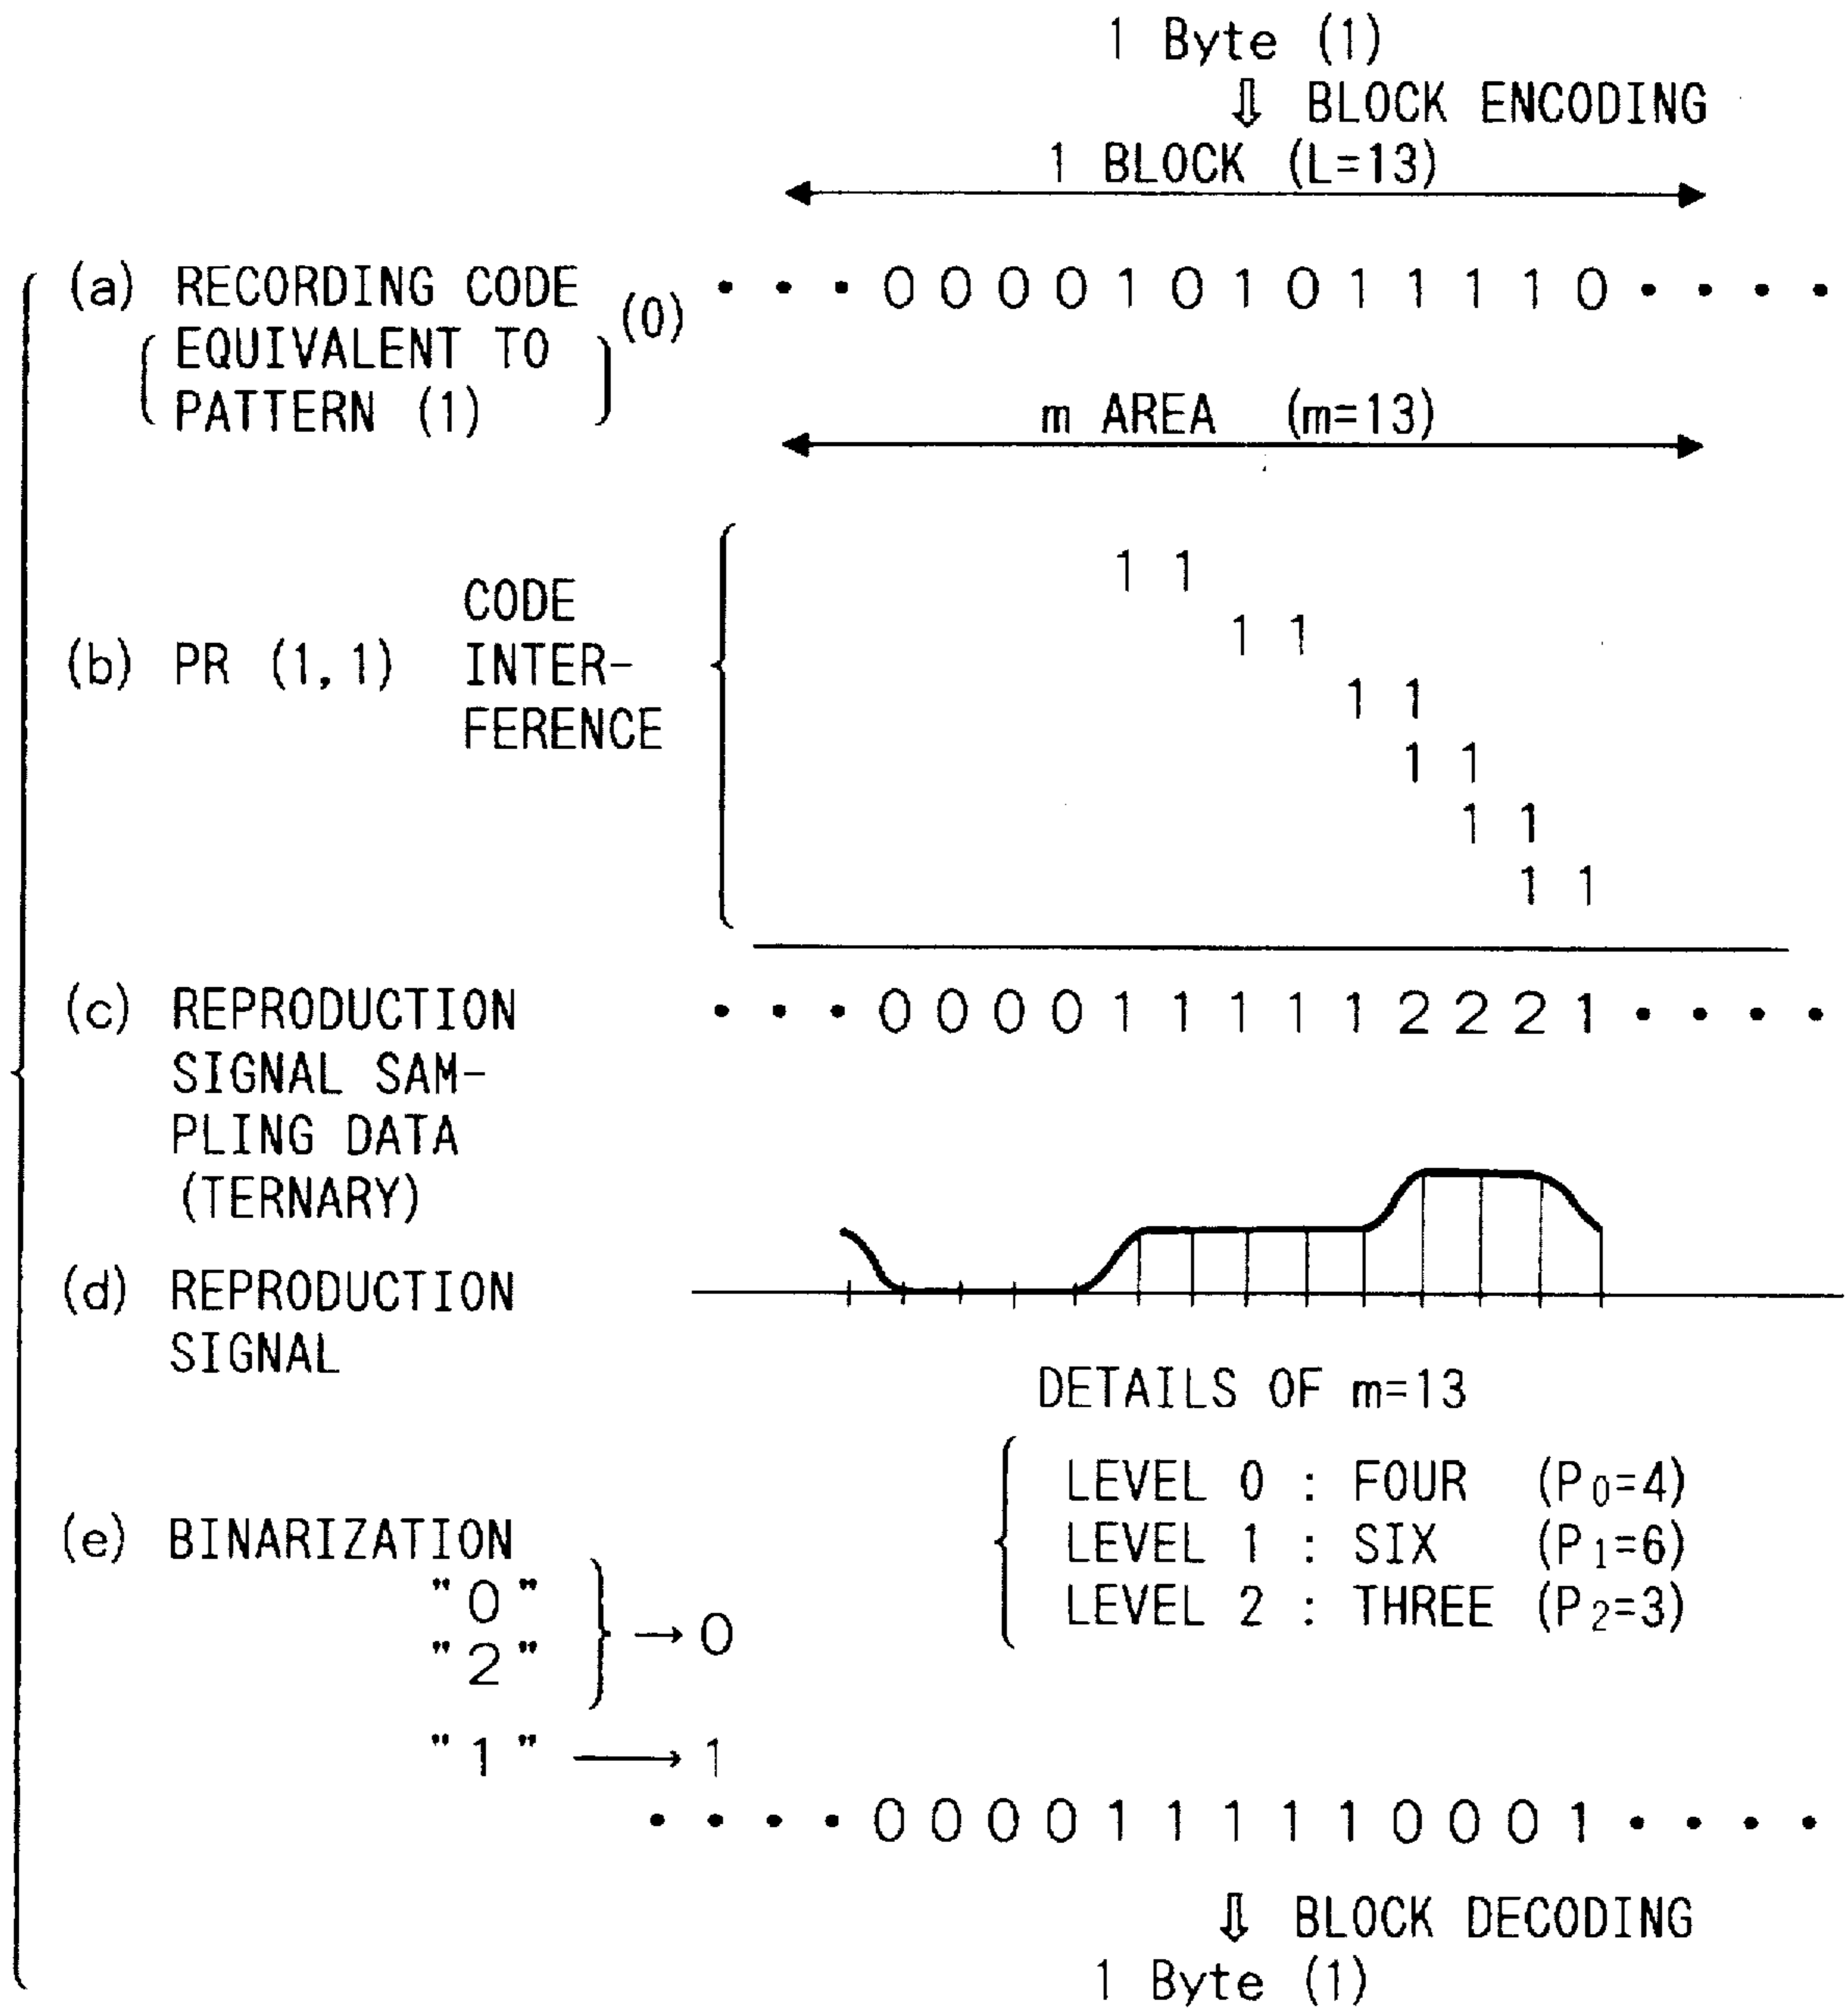 1 Byte (1)
⇓ BLOCK ENCODING
1 BLOCK (L=13)
(a) RECORDING CODE (0) • • • 0 0 0 0 1 0 1 0 1 1 1 1 0 • • • •
EQUIVALENT TO
PATTERN (1)
m AREA (m=13)
(b) PR (1,1) CODE
INTER-
FERENCE
1 1
1 1
1 1
1 1
1 1
1 1
(c) REPRODUCTION • • • 0 0 0 0 1 1 1 1 1 2 2 2 1 • • • •
SIGNAL SAM-
PLING DATA
(TERNARY)
(d) REPRODUCTION
SIGNAL
DETAILS OF m=13
LEVEL 0 : FOUR (P0=4)
LEVEL 1 : SIX (P1=6)
LEVEL 2 : THREE (P2=3)
(e) BINARIZATION
"0"
"2" → 0
"1" → 1
• • • • 0 0 0 0 1 1 1 1 1 0 0 0 1 • • • •
⇓ BLOCK DECODING
1 Byte (1)